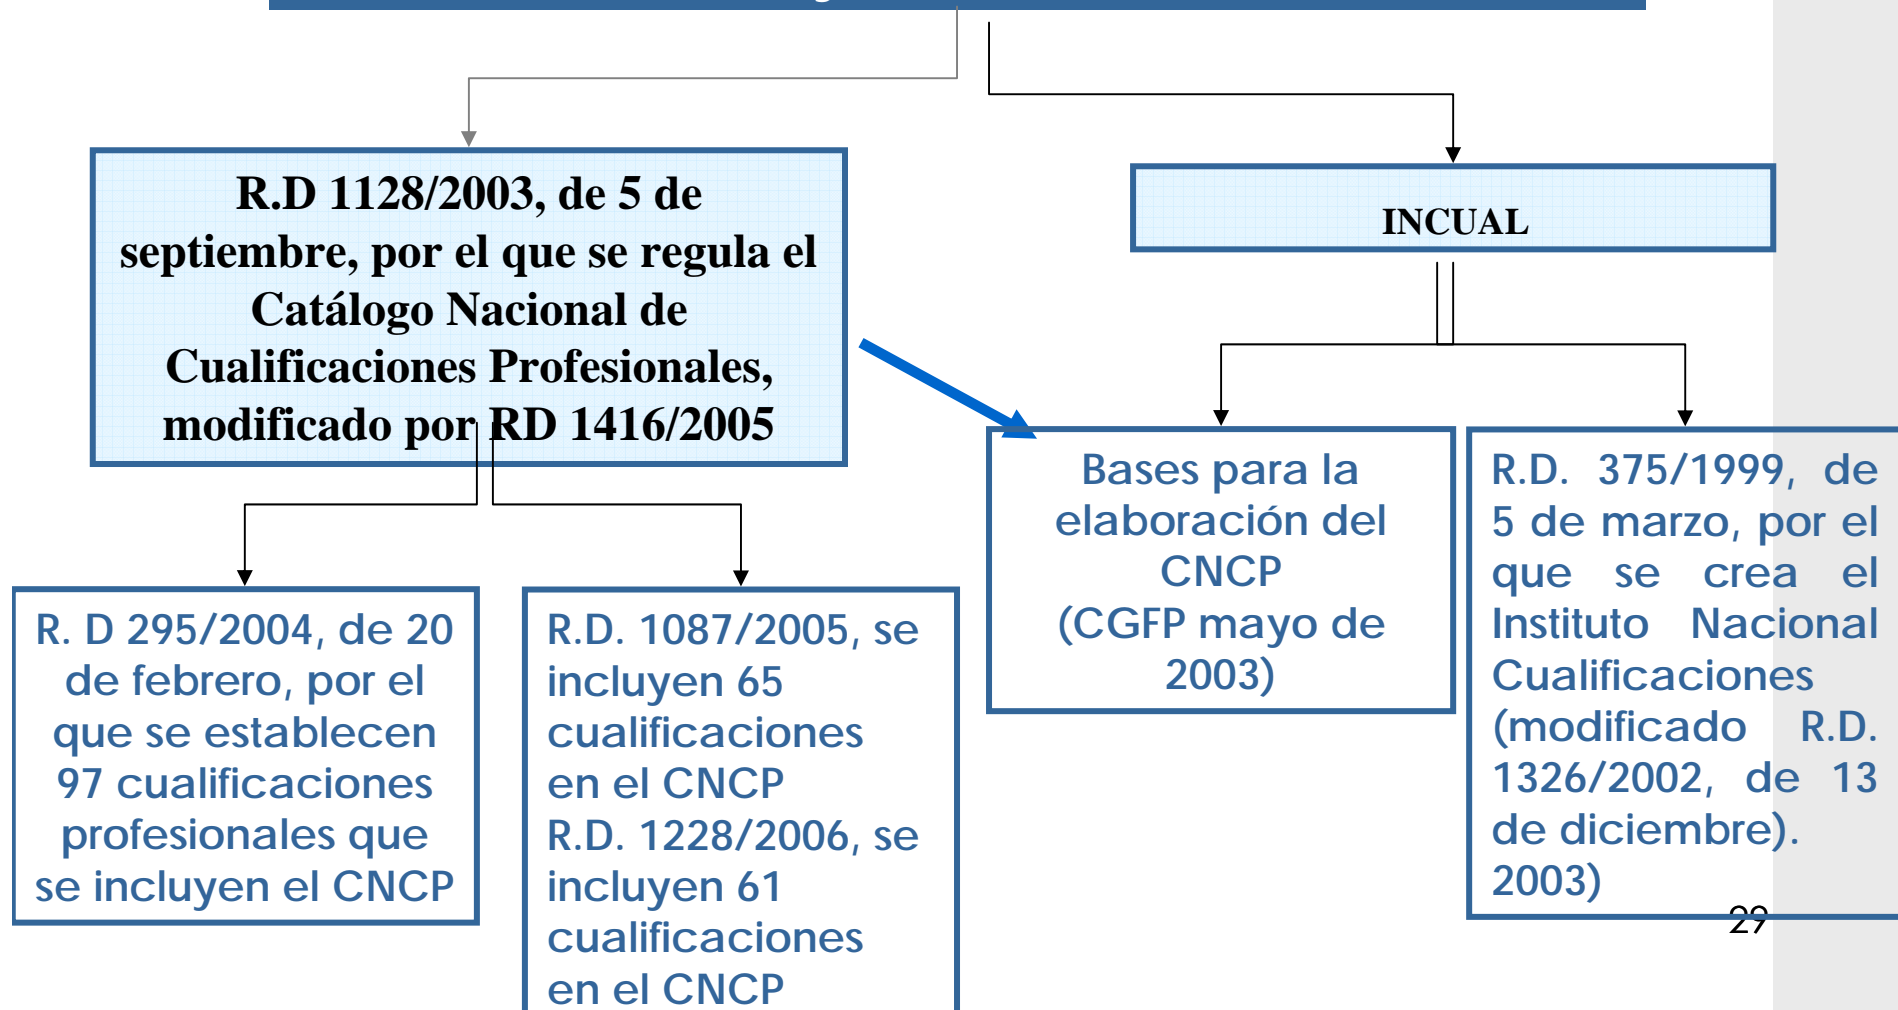 R.D 1128/2003, de 5 de
septiembre, por el que se regula el
Catálogo Nacional de
Cualificaciones Profesionales,
modificado por RD 1416/2005
INCUAL
R. D 295/2004, de 20
de febrero, por el
que se establecen
97 cualificaciones
profesionales que
se incluyen el CNCP
R.D. 1087/2005, se
incluyen 65
cualificaciones
en el CNCP
R.D. 1228/2006, se
incluyen 61
cualificaciones
en el CNCP
Bases para la
elaboración del
CNCP
(CGFP mayo de
2003)
R.D. 375/1999, de
5 de marzo, por el
que se crea el
Instituto Nacional
Cualificaciones
(modificado R.D.
1326/2002, de 13
de diciembre).
2003)
29